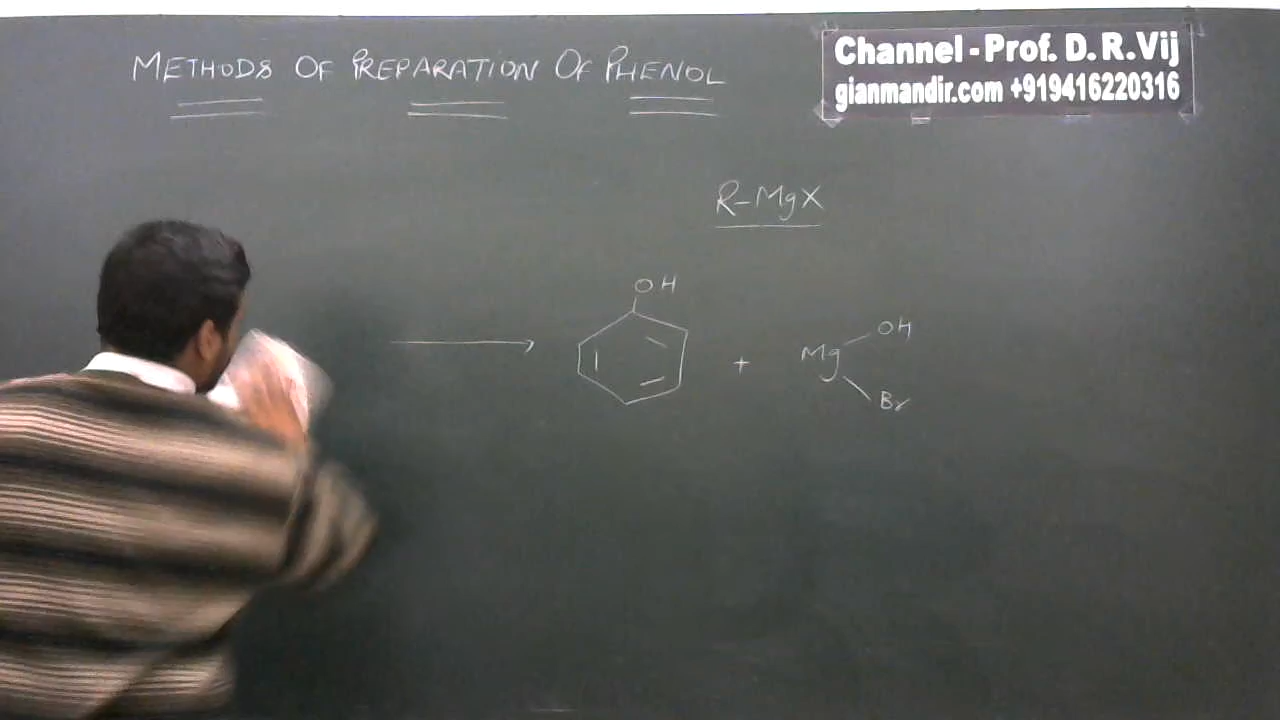 METHODS OF PREPARATION OF PHENOL
Channel - Prof. D. R. Vij
gianmandir.com +919416220316
R-MgX
OH
+
Mg
OH
Br